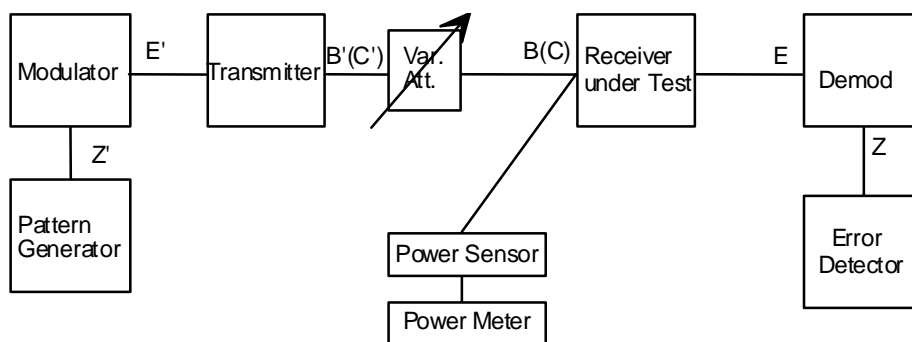 Modulator
E'
Transmitter
B'(C')
Var.
Att.
B(C)
Receiver
under Test
E
Demod
Z'
Z
Pattern
Generator
Power Sensor
Power Meter
Error
Detector